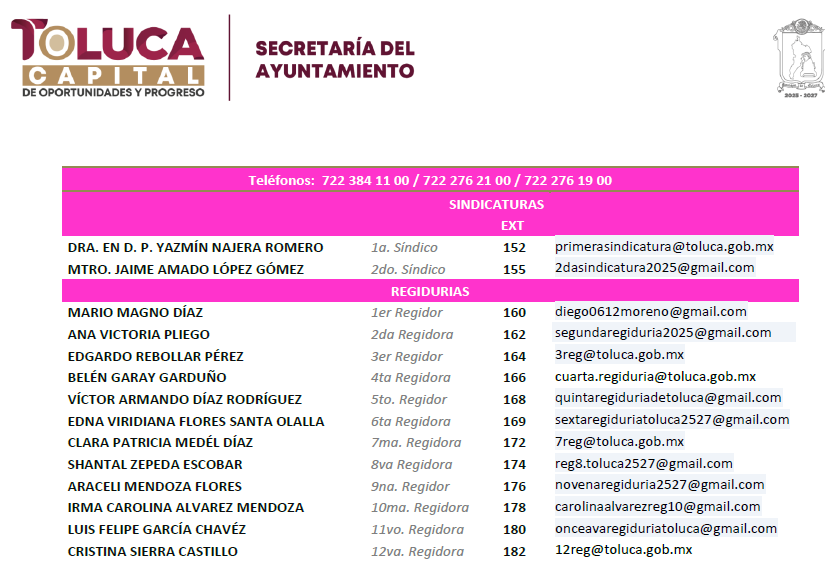 TOLUCA
CAPITAL
DE OPORTUNIDADES Y PROGRESO
SECRETARÍA DEL
AYUNTAMIENTO
2025 - 2027
Teléfonos: 722 384 11 00 / 722 276 21 00 / 722 276 19 00
SINDICATURAS
EXT
DRA. EN D. P. YAZMÍN NAJERA ROMERO 1a. Síndico 152 primerasindicatura@toluca.gob.mx
MTRO. JAIME AMADO LÓPEZ GÓMEZ 2do. Síndico 155 2dasindicatura2025@gmail.com
REGIDURIAS
MARIO MAGNO DÍAZ 1er Regidor 160 diego0612moreno@gmail.com
ANA VICTORIA PLIEGO 2da Regidora 162 segundaregiduria2025@gmail.com
EDGARDO REBOLLAR PÉREZ 3er Regidor 164 3reg@toluca.gob.mx
BELÉN GARAY GARDUÑO 4ta Regidora 166 cuarta.regiduria@toluca.gob.mx
VÍCTOR ARMANDO DÍAZ RODRÍGUEZ 5to. Regidor 168 quintaregiduriadetoluca@gmail.com
EDNA VIRIDIANA FLORES SANTA OLALLA 6ta Regidora 169 sextaregiduriatoluca2527@gmail.com
CLARA PATRICIA MEDÉL DÍAZ 7ma. Regidora 172 7reg@toluca.gob.mx
SHANTAL ZEPEDA ESCOBAR 8va Regidora 174 reg8.toluca2527@gmail.com
ARACELI MENDOZA FLORES 9na. Regidor 176 novenaregiduria2527@gmail.com
IRMA CAROLINA ALVAREZ MENDOZA 10ma. Regidora 178 carolinaalvarezreg10@gmail.com
LUIS FELIPE GARCÍA CHAVÉZ 11vo. Regidora 180 onceavaregiduriatoluca@gmail.com
CRISTINA SIERRA CASTILLO 12va. Regidora 182 12reg@toluca.gob.mx